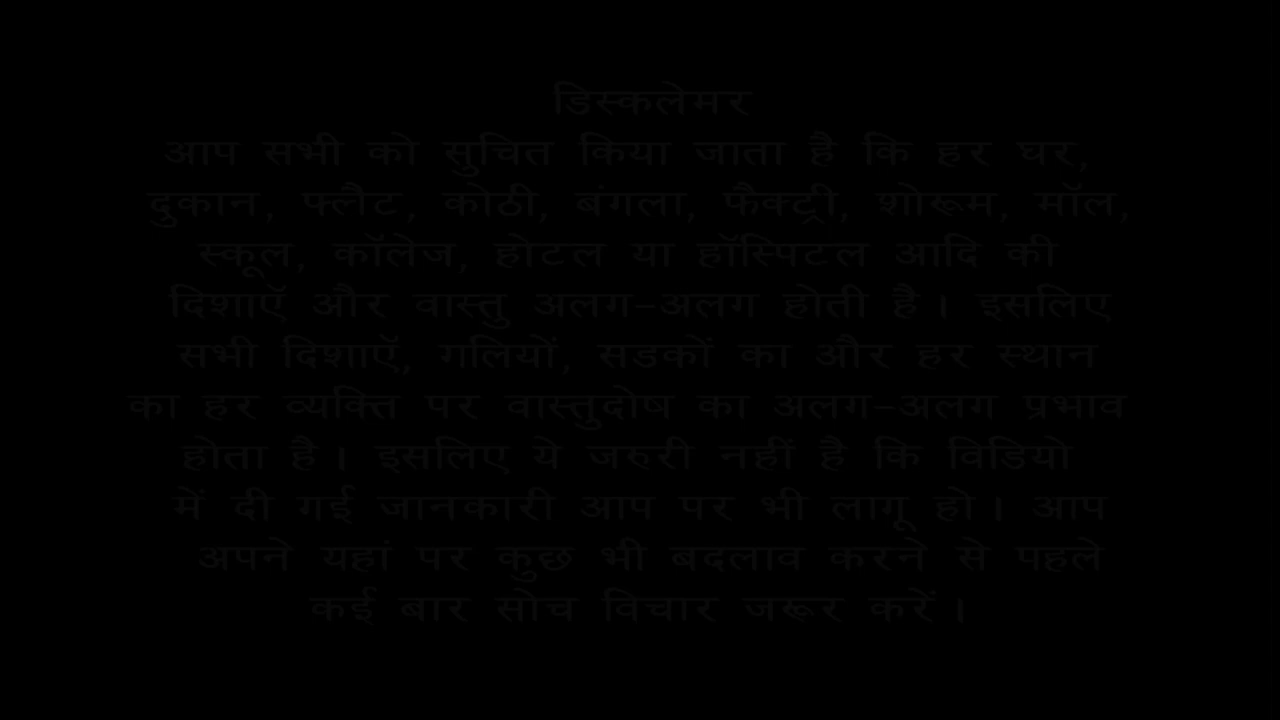 डिस्कलेमर
आप सभी को सुचित किया जाता है कि हर घर,
दुकान, फ्लैट, कोठी, बंगला, फैक्ट्री, शोरूम, मॉल,
स्कूल, कॉलेज, होटल या हॉस्पिटल आदि की
दिशाएँ और वास्तु अलग-अलग होती है। इसलिए
सभी दिशाएँ, गलियों, सडकों का और हर स्थान
का हर व्यक्ति पर वास्तुदोष का अलग-अलग प्रभाव
होता है। इसलिए ये जरुरी नहीं है कि विडियो
में दी गई जानकारी आप पर भी लागू हो। आप
अपने यहां पर कुछ भी बदलाव करने से पहले
कई बार सोच विचार जरूर करें।